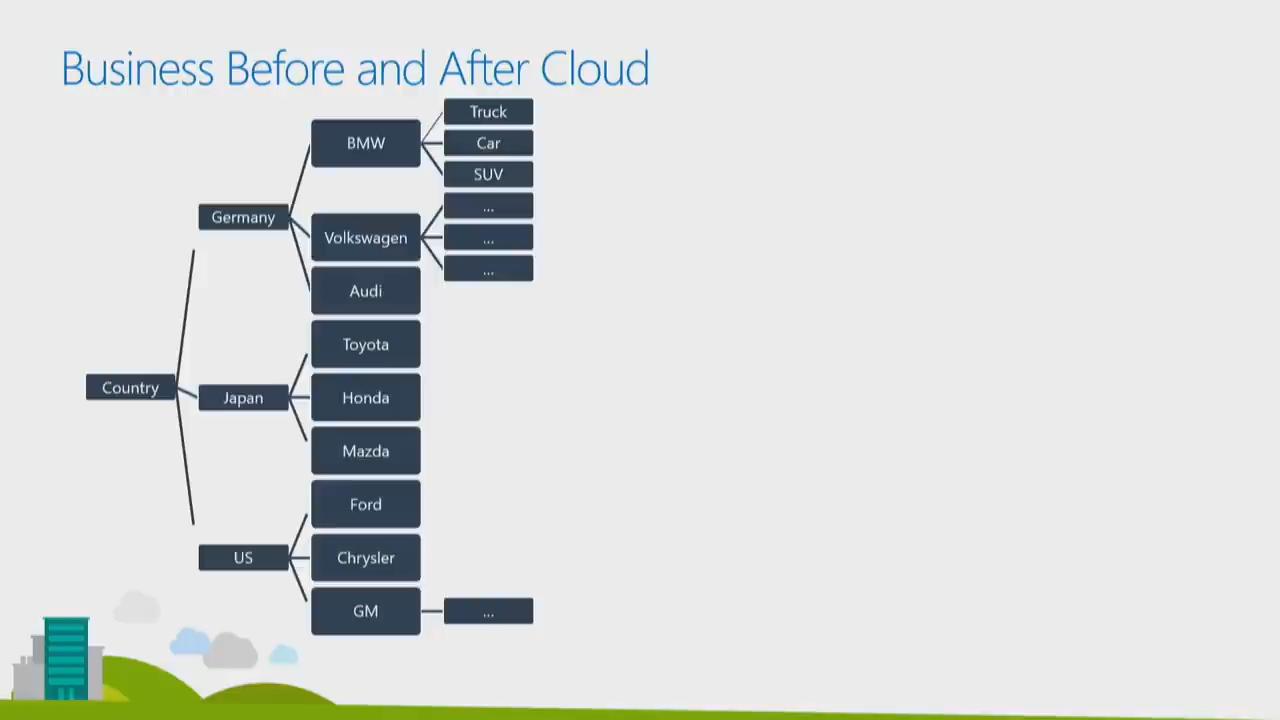 Business Before and After Cloud
Truck
BMW
Car
SUV
Germany
...
Volkswagen
...
...
Audi
Toyota
Country
Japan
Honda
Mazda
Ford
US
Chrysler
GM
...